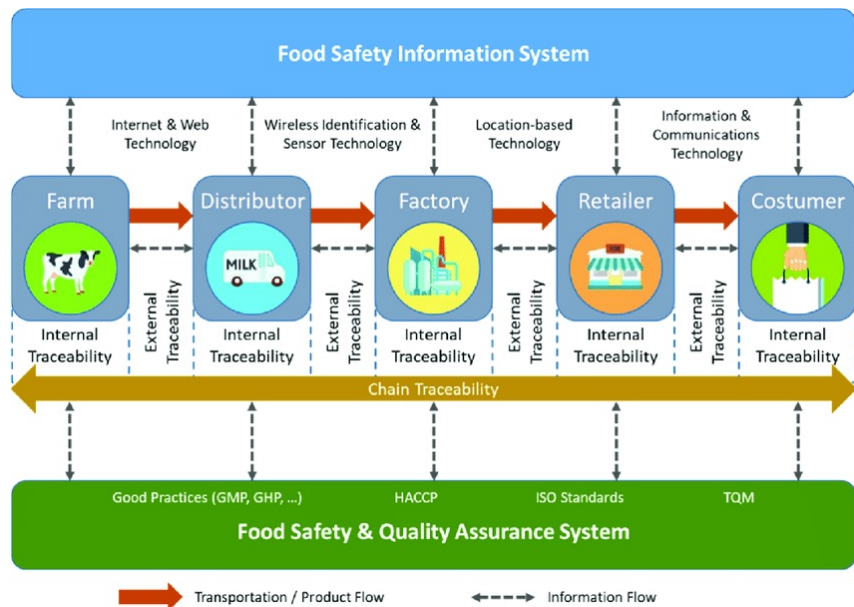 Food Safety Information System
Internet & Web
Technology
Wireless Identification &
Sensor Technology
Location-based
Technology
Information &
Communications
Technology
Farm
Distributor
Factory
Retailer
Costumer
MILK
Internal
Traceability
External
Traceability
Internal
Traceability
External
Traceability
Internal
Traceability
External
Traceability
Internal
Traceability
External
Traceability
Internal
Traceability
Chain Traceability
Good Practices (GMP, GHP, ...)
HACCP
ISO Standards
TQM
Food Safety & Quality Assurance System
Transportation / Product Flow
Information Flow